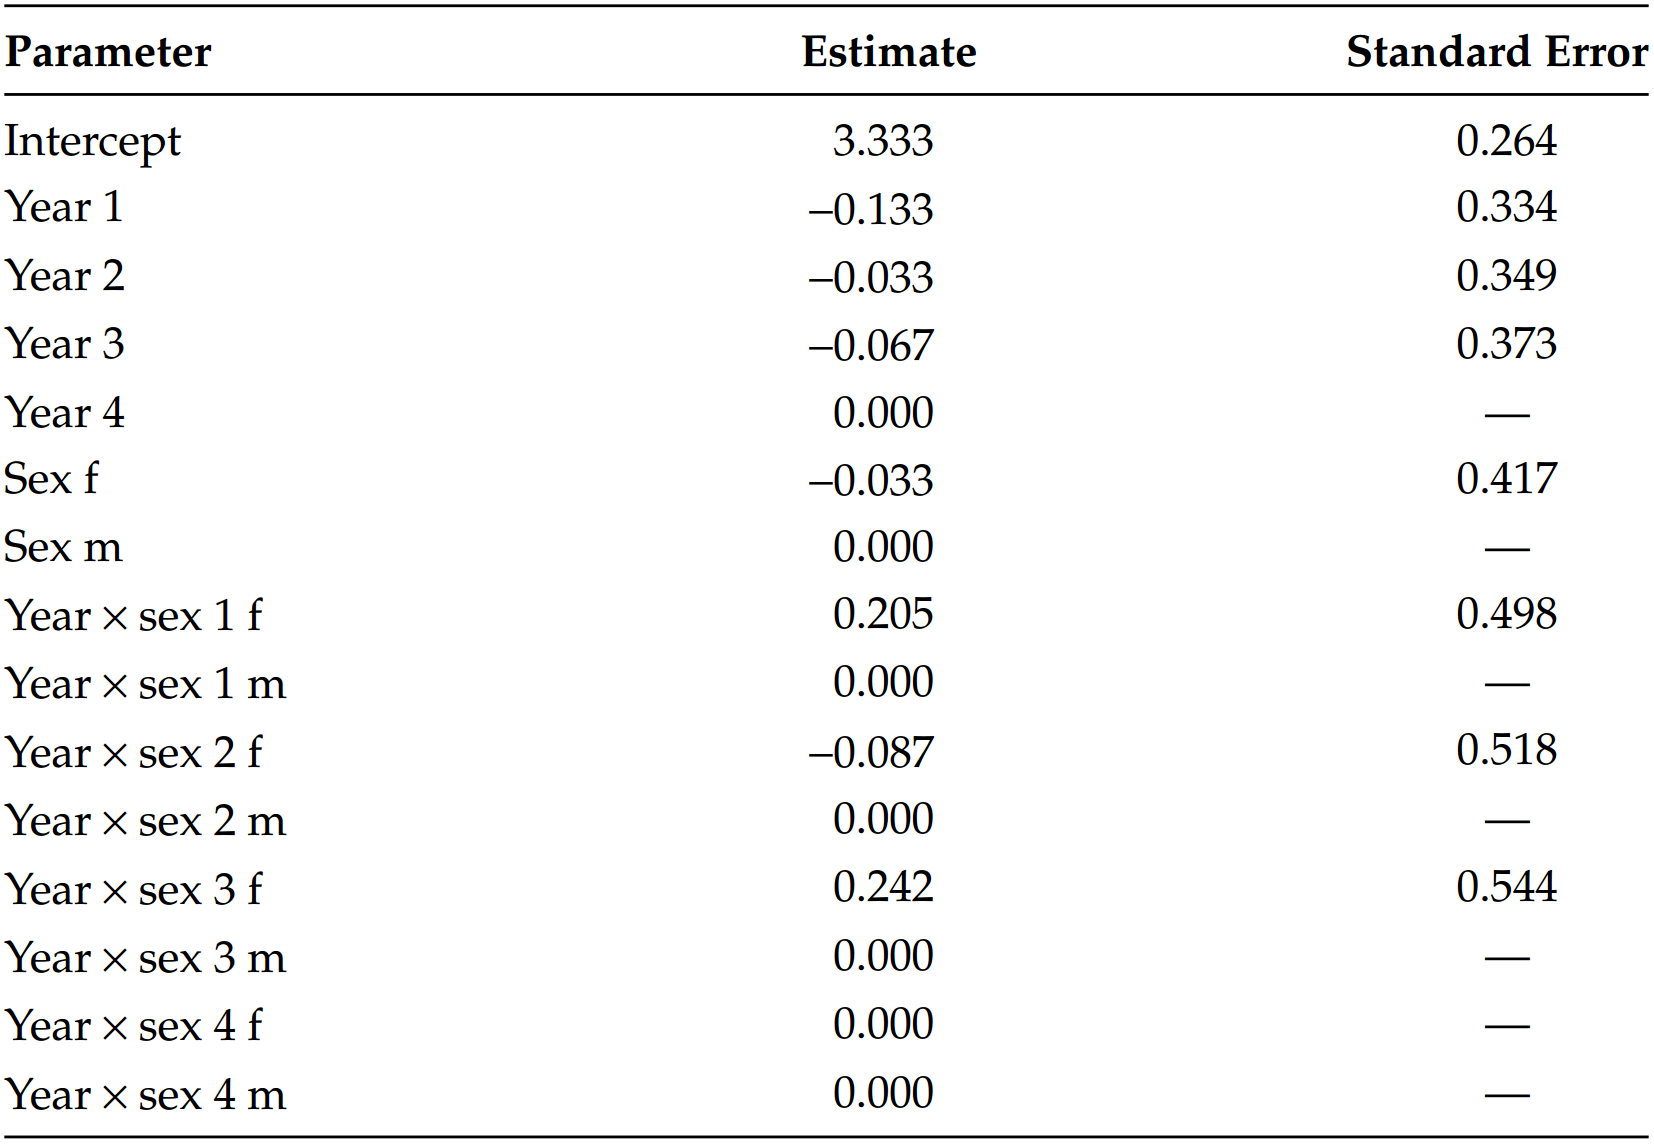 Parameter Estimate Standard Error
Intercept 3.333 0.264
Year 1 –0.133 0.334
Year 2 –0.033 0.349
Year 3 –0.067 0.373
Year 4 0.000 —
Sex f –0.033 0.417
Sex m 0.000 —
Year × sex 1 f 0.205 0.498
Year × sex 1 m 0.000 —
Year × sex 2 f –0.087 0.518
Year × sex 2 m 0.000 —
Year × sex 3 f 0.242 0.544
Year × sex 3 m 0.000 —
Year × sex 4 f 0.000 —
Year × sex 4 m 0.000 —